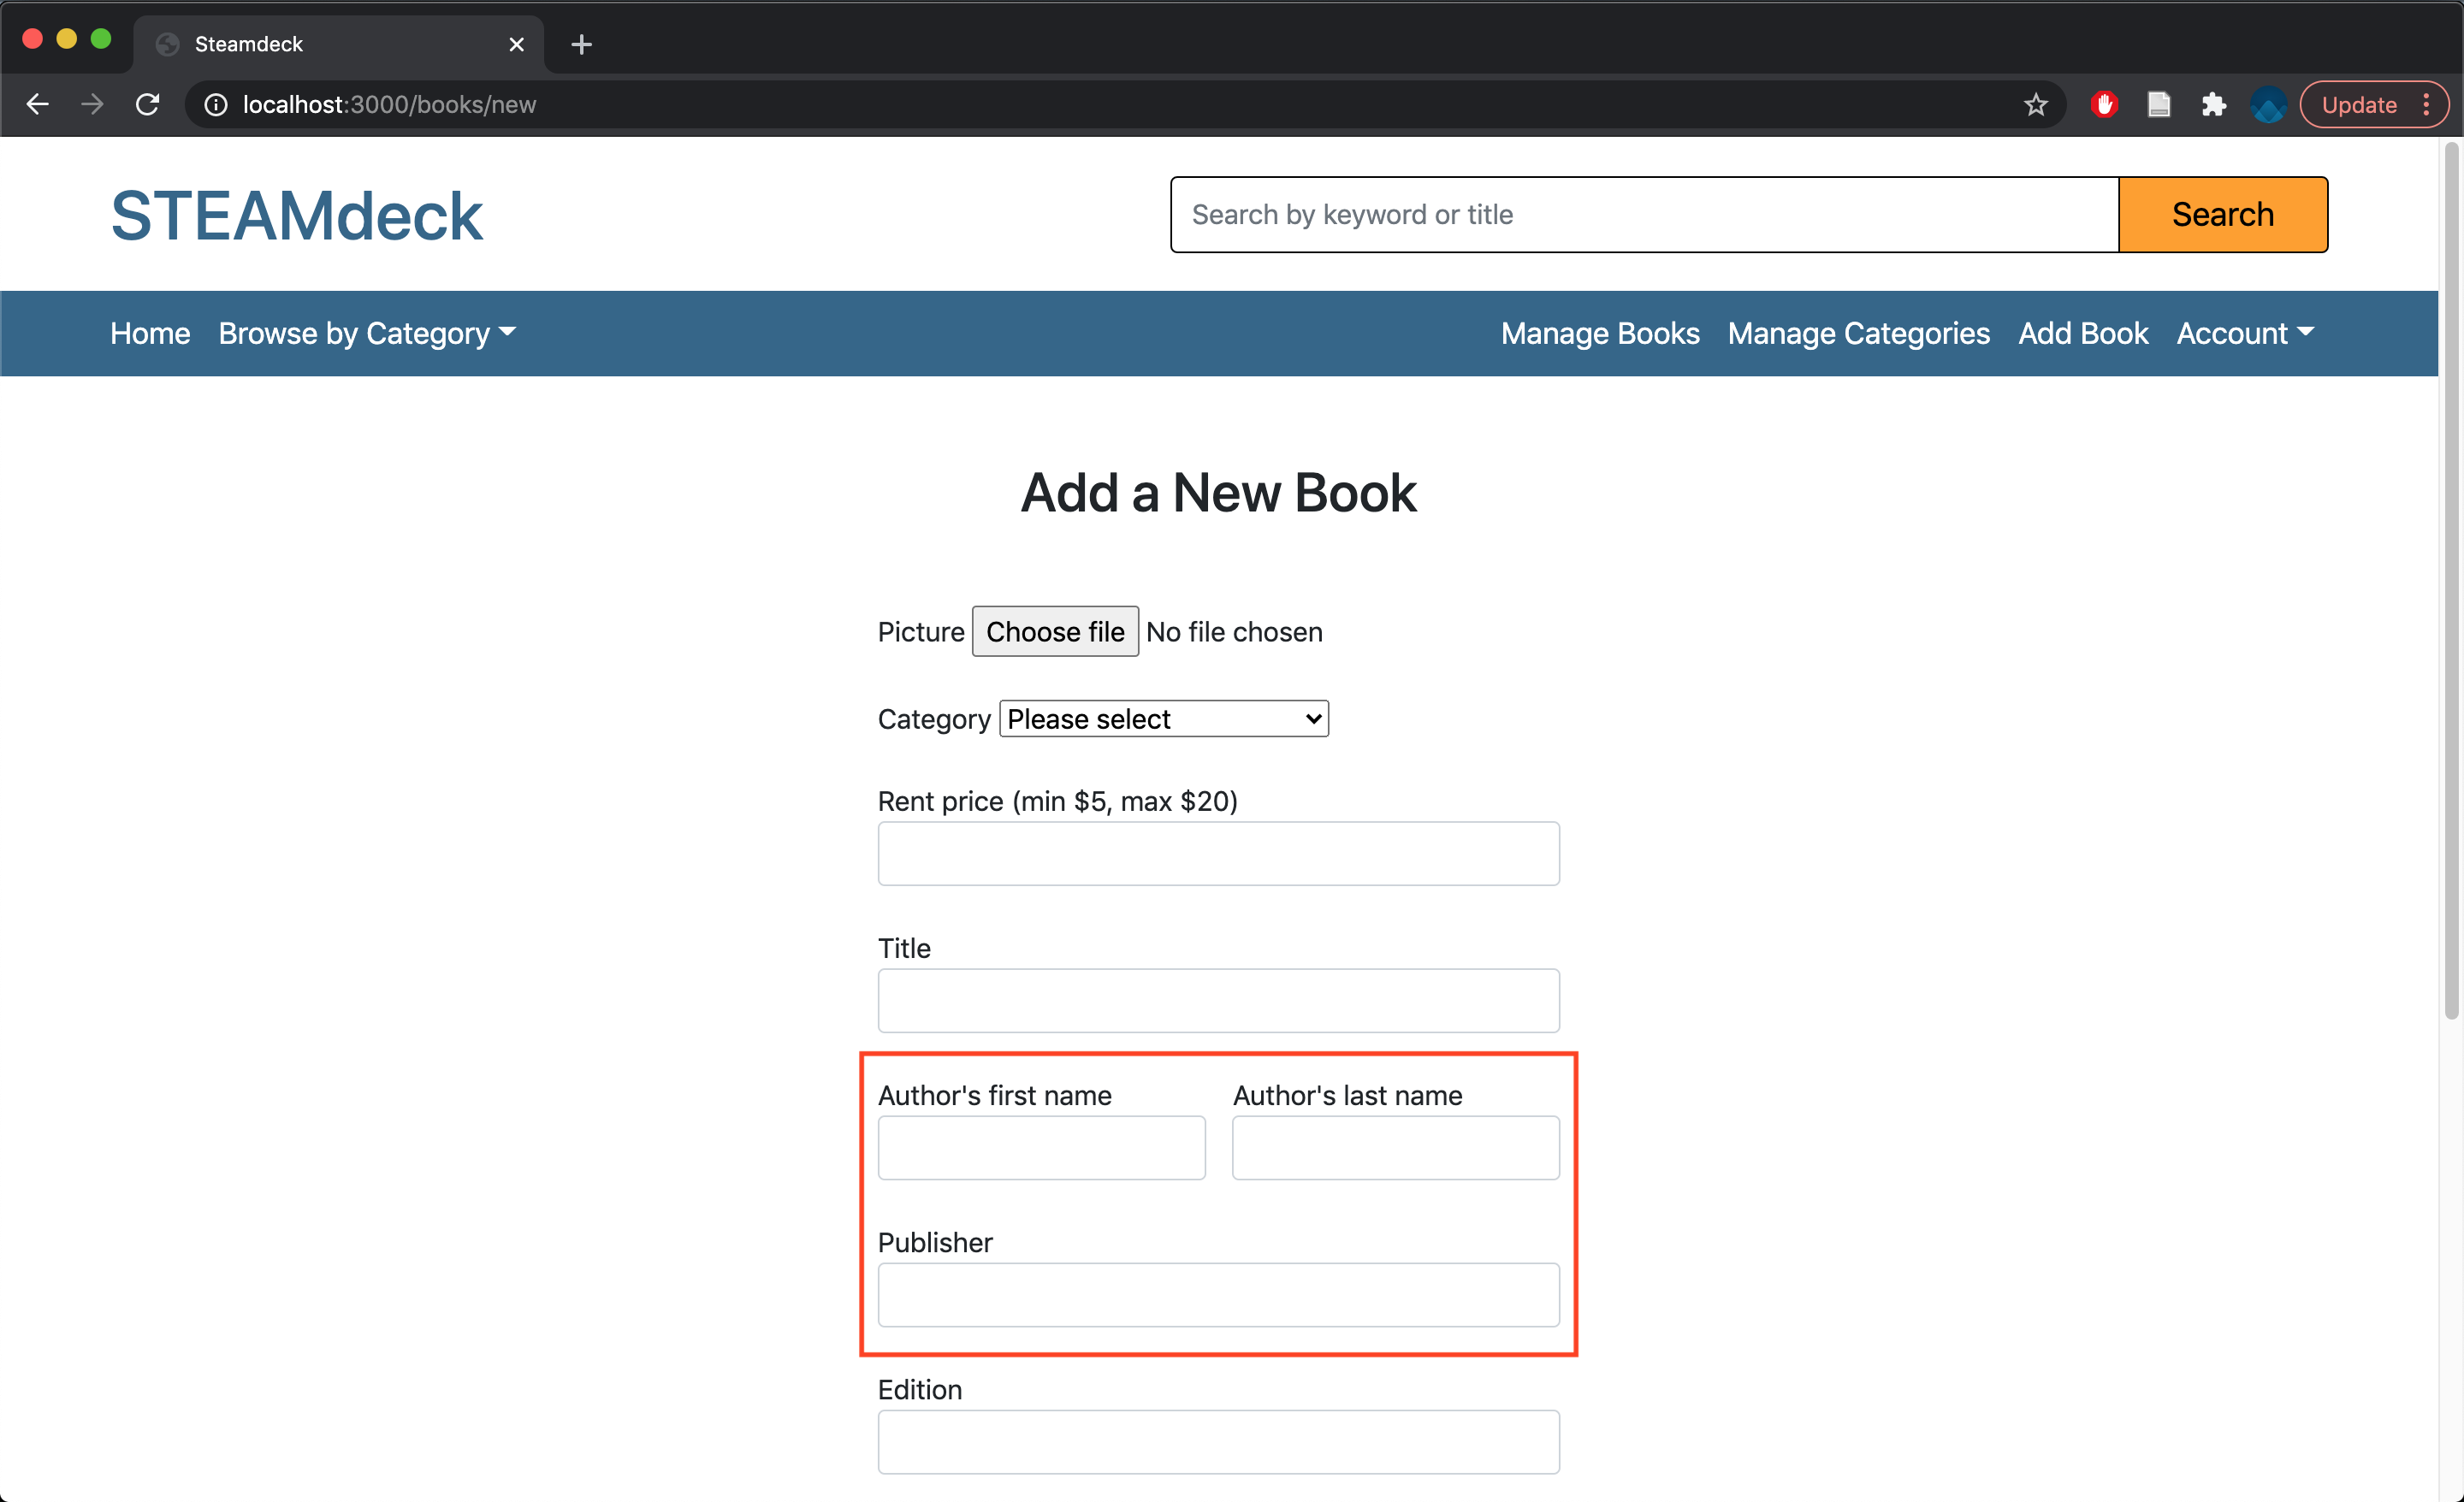 Steamdeck
localhost:3000/books/new
Update
STEAMdeck
Search by keyword or title
Search
Home Browse by Category Manage Books Manage Categories Add Book Account
Add a New Book
Picture Choose file No file chosen
Category Please select
Rent price (min $5, max $20)
Title
Author's first name Author's last name
Publisher
Edition